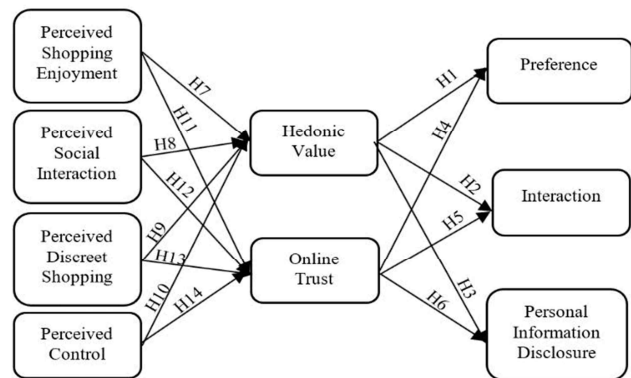 Perceived
Shopping
Enjoyment
Perceived
Social
Interaction
Perceived
Discreet
Shopping
Perceived
Control
H7
H11
H8
H12
H9
H13
H10
H14
Hedonic
Value
Online
Trust
H1
H4
H2
H5
H3
H6
Preference
Interaction
Personal
Information
Disclosure